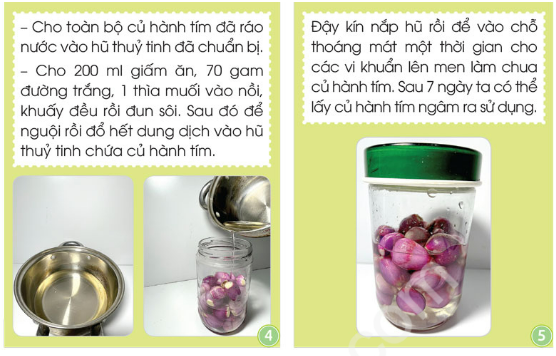 – Cho toàn bộ củ hành tím đã ráo
nước vào hũ thuỷ tinh đã chuẩn bị.
– Cho 200 ml giấm ăn, 70 gam
đường trắng, 1 thìa muối vào nồi,
khuấy đều rồi đun sôi. Sau đó để
nguội rồi đổ hết dung dịch vào hũ
thuỷ tinh chứa củ hành tím.
4
Đậy kín nắp hũ rồi để vào chỗ
thoáng mát một thời gian cho
các vi khuẩn lên men làm chua
củ hành tím. Sau 7 ngày ta có thể
lấy củ hành tím ngâm ra sử dụng.
5